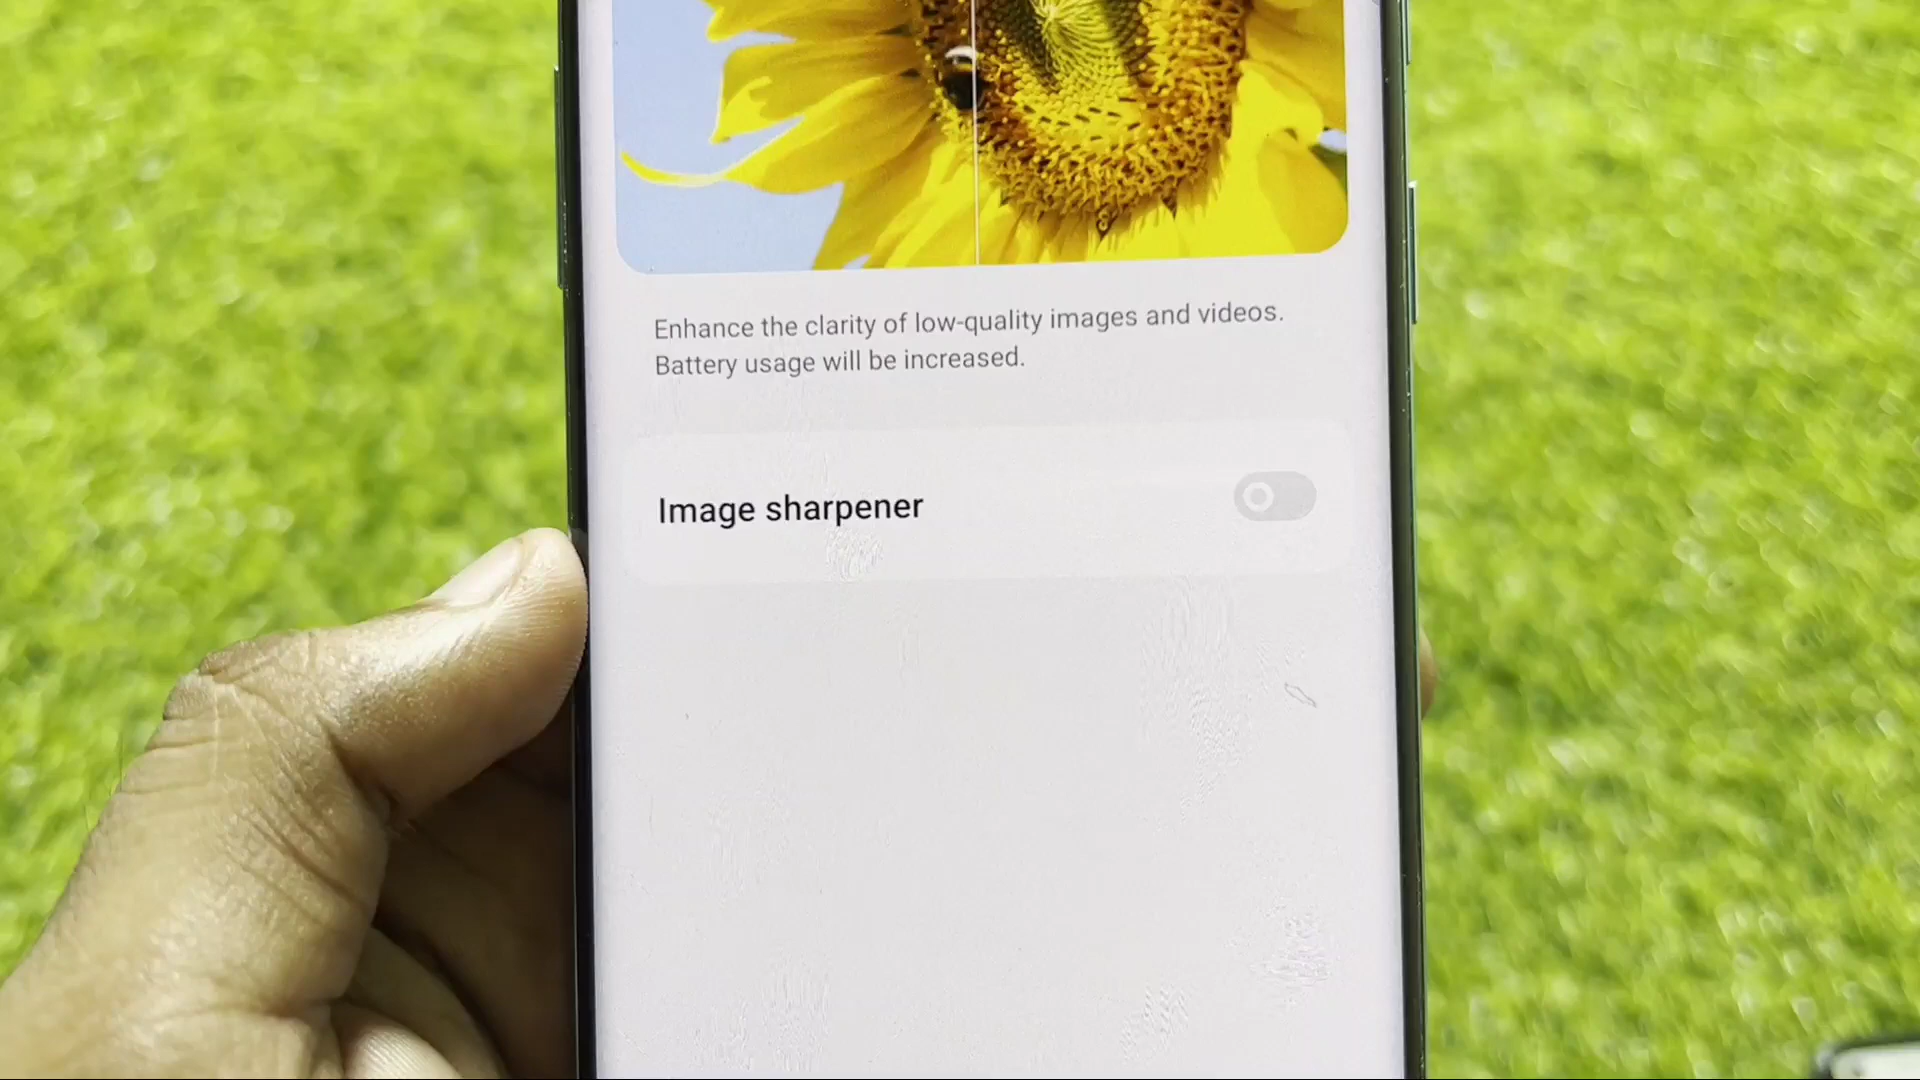 Enhance the clarity of low-quality images and videos.
Battery usage will be increased.
Image sharpener